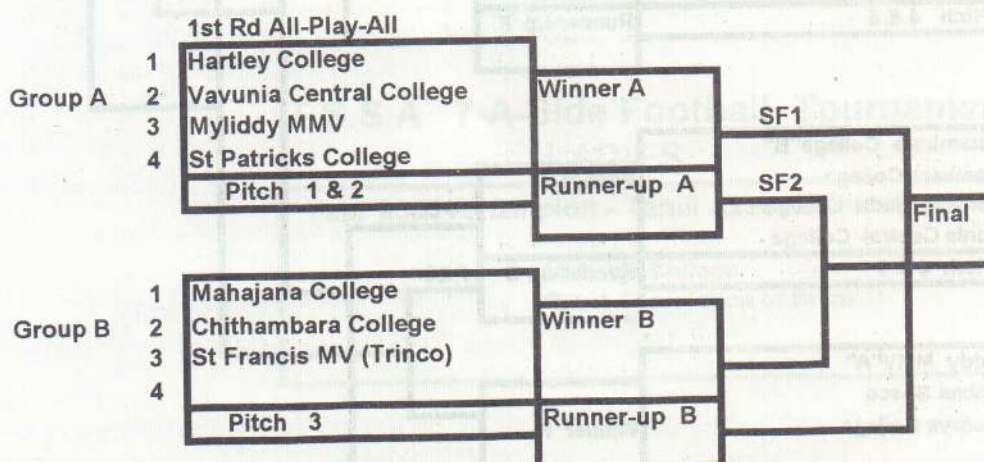 1st Rd All-Play-All
Group A
1 Hartley College
2 Vavunia Central College
3 Myliddy MMV
4 St Patricks College
Pitch 1 & 2
Winner A
Runner-up A
SF1
SF2
Final
Group B
1 Mahajana College
2 Chithambara College
3 St Francis MV (Trinco)
4
Pitch 3
Winner B
Runner-up B